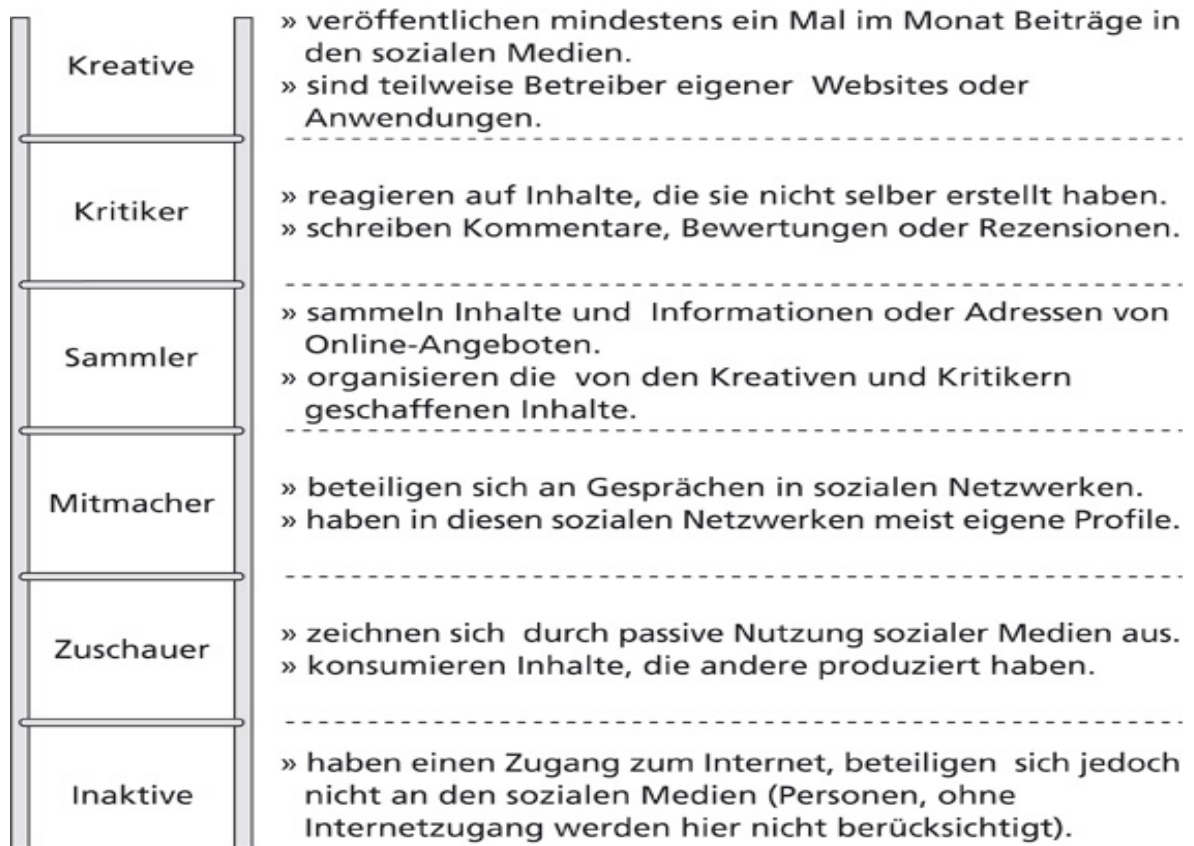 Kreative
» veröffentlichen mindestens ein Mal im Monat Beiträge in
den sozialen Medien.
» sind teilweise Betreiber eigener Websites oder
Anwendungen.
Kritiker
» reagieren auf Inhalte, die sie nicht selber erstellt haben.
» schreiben Kommentare, Bewertungen oder Rezensionen.
Sammler
» sammeln Inhalte und Informationen oder Adressen von
Online-Angeboten.
» organisieren die von den Kreativen und Kritikern
geschaffenen Inhalte.
Mitmacher
» beteiligen sich an Gesprächen in sozialen Netzwerken.
» haben in diesen sozialen Netzwerken meist eigene Profile.
Zuschauer
» zeichnen sich durch passive Nutzung sozialer Medien aus.
» konsumieren Inhalte, die andere produziert haben.
Inaktive
» haben einen Zugang zum Internet, beteiligen sich jedoch
nicht an den sozialen Medien (Personen, ohne
Internetzugang werden hier nicht berücksichtigt).